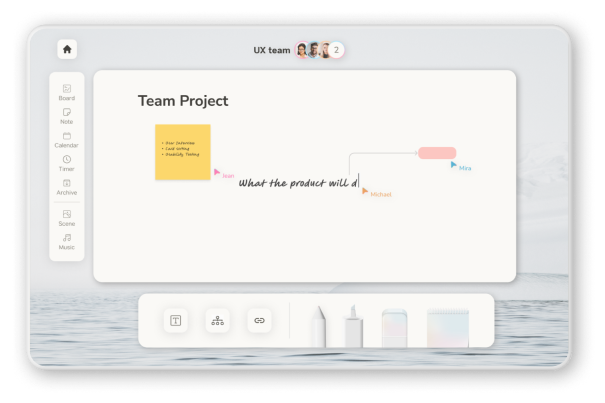 UX team
2
Board
Note
Calendar
Timer
Archive
Scene
Music
Team Project
• User Interviews
• Card sorting
• Usability Testing
Ivan
What the product will d
Michael
Mira
T